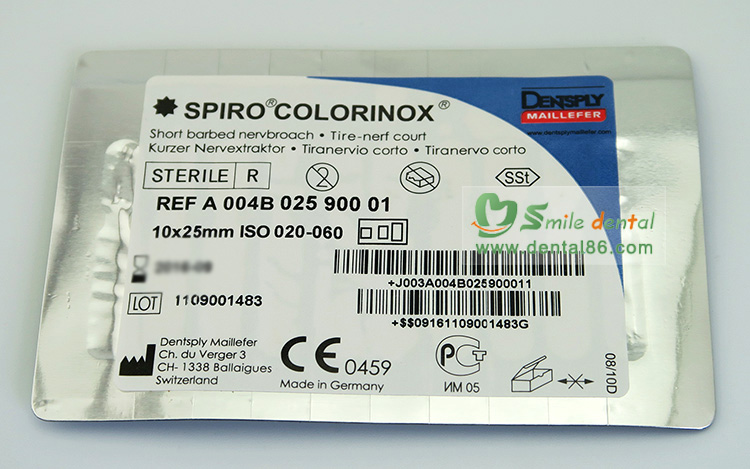 SPIRO® COLORINOX®
Short barbed nervbroach • Tire-nerf court
Kurzer Nervextraktor • Tiranervio corto • Tiranervo corto
DENTSPLY
MAILLEFER
www.dentsplymaillefer.com
STERILE R
2
SSt
REF A 004B 025 900 01
10x25mm ISO 020-060
Smile dental
www.dental86.com
+J003A004B025900011
LOT 1109001483
+$$09161109001483G
Dentsply Maillefer
Ch. du Verger 3
CH- 1338 Ballaigues
Switzerland
CE 0459
Made in Germany
РСТ
ИМ 05
08/10D